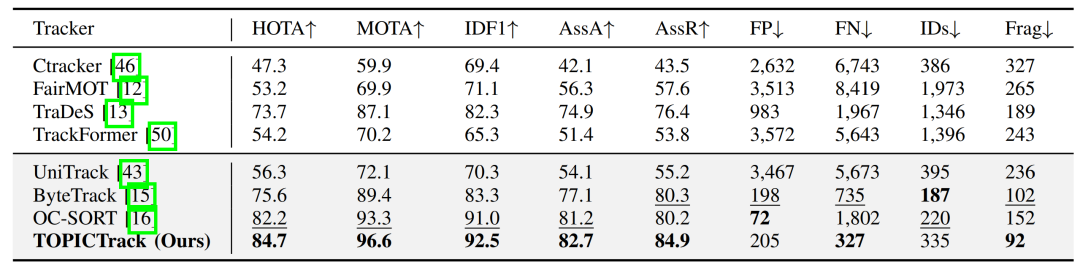 Tracker HOTA↑ MOTA↑ IDF1↑ AssA↑ AssR↑ FP↓ FN↓ IDs↓ Frag↓
Ctracker [46] 47.3 59.9 69.4 42.1 43.5 2,632 6,743 386 327
FairMOT [12] 53.2 69.9 71.1 56.3 57.6 3,513 8,419 1,973 265
TraDeS [13] 73.7 87.1 82.3 74.9 76.4 983 1,967 1,346 189
TrackFormer [50] 54.2 70.2 65.3 51.4 53.8 3,572 5,643 1,396 243
UniTrack [43] 56.3 72.1 70.3 54.1 55.2 3,467 5,673 395 236
ByteTrack [15] 75.6 89.4 83.3 77.1 80.3 198 735 187 102
OC-SORT [16] 82.2 93.3 91.0 81.2 80.2 72 1,802 220 152
TOPICTrack (Ours) 84.7 96.6 92.5 82.7 84.9 205 327 335 92